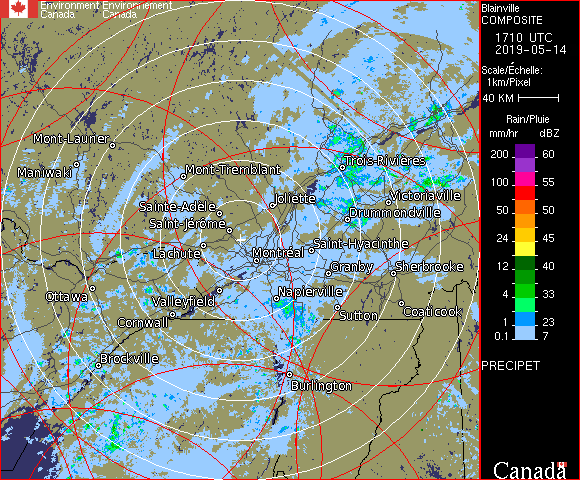 Environment Environnement
Canada Canada
Blainville
COMPOSITE
1710 UTC
2019-05-14
Scale/Échelle:
1km/Pixel
40 KM
Rain/Pluie
mm/hr dBZ
200 60
100 55
50 50
24 45
12 40
4 33
1 23
0.1 7
PRECIPET
Canada
Mont-Laurier
Maniwaki
Mont-Tremblant
Trois-Rivières
Joliette
Victoriaville
Sainte-Adèle
Drummondville
Saint-Jérôme
Lachute
Saint-Hyacinthe
Montréal
Granby
Sherbrooke
Ottawa
Valleyfield
Napierville
Cornwall
Sutton
Coaticook
Brockville
Burlington